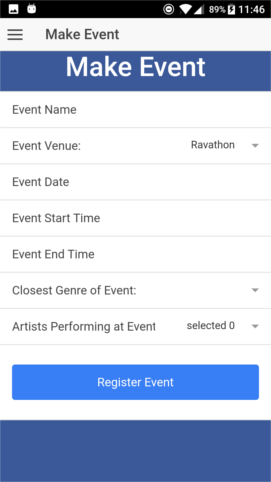 89% 11:46
Make Event
Make Event
Event Name
Event Venue: Ravathon
Event Date
Event Start Time
Event End Time
Closest Genre of Event:
Artists Performing at Event selected 0
Register Event